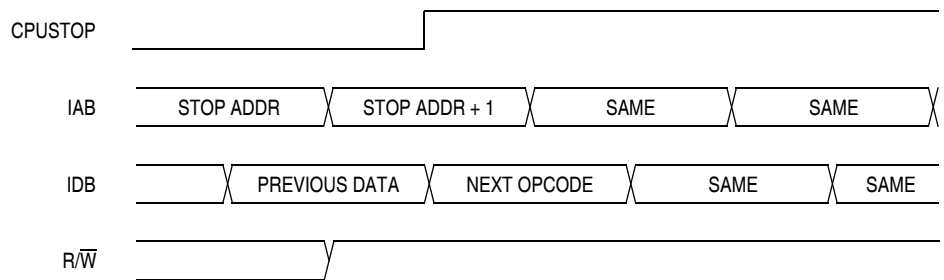 CPUSTOP
IAB STOP ADDR STOP ADDR + 1 SAME SAME
IDB PREVIOUS DATA NEXT OPCODE SAME SAME
R/W̅